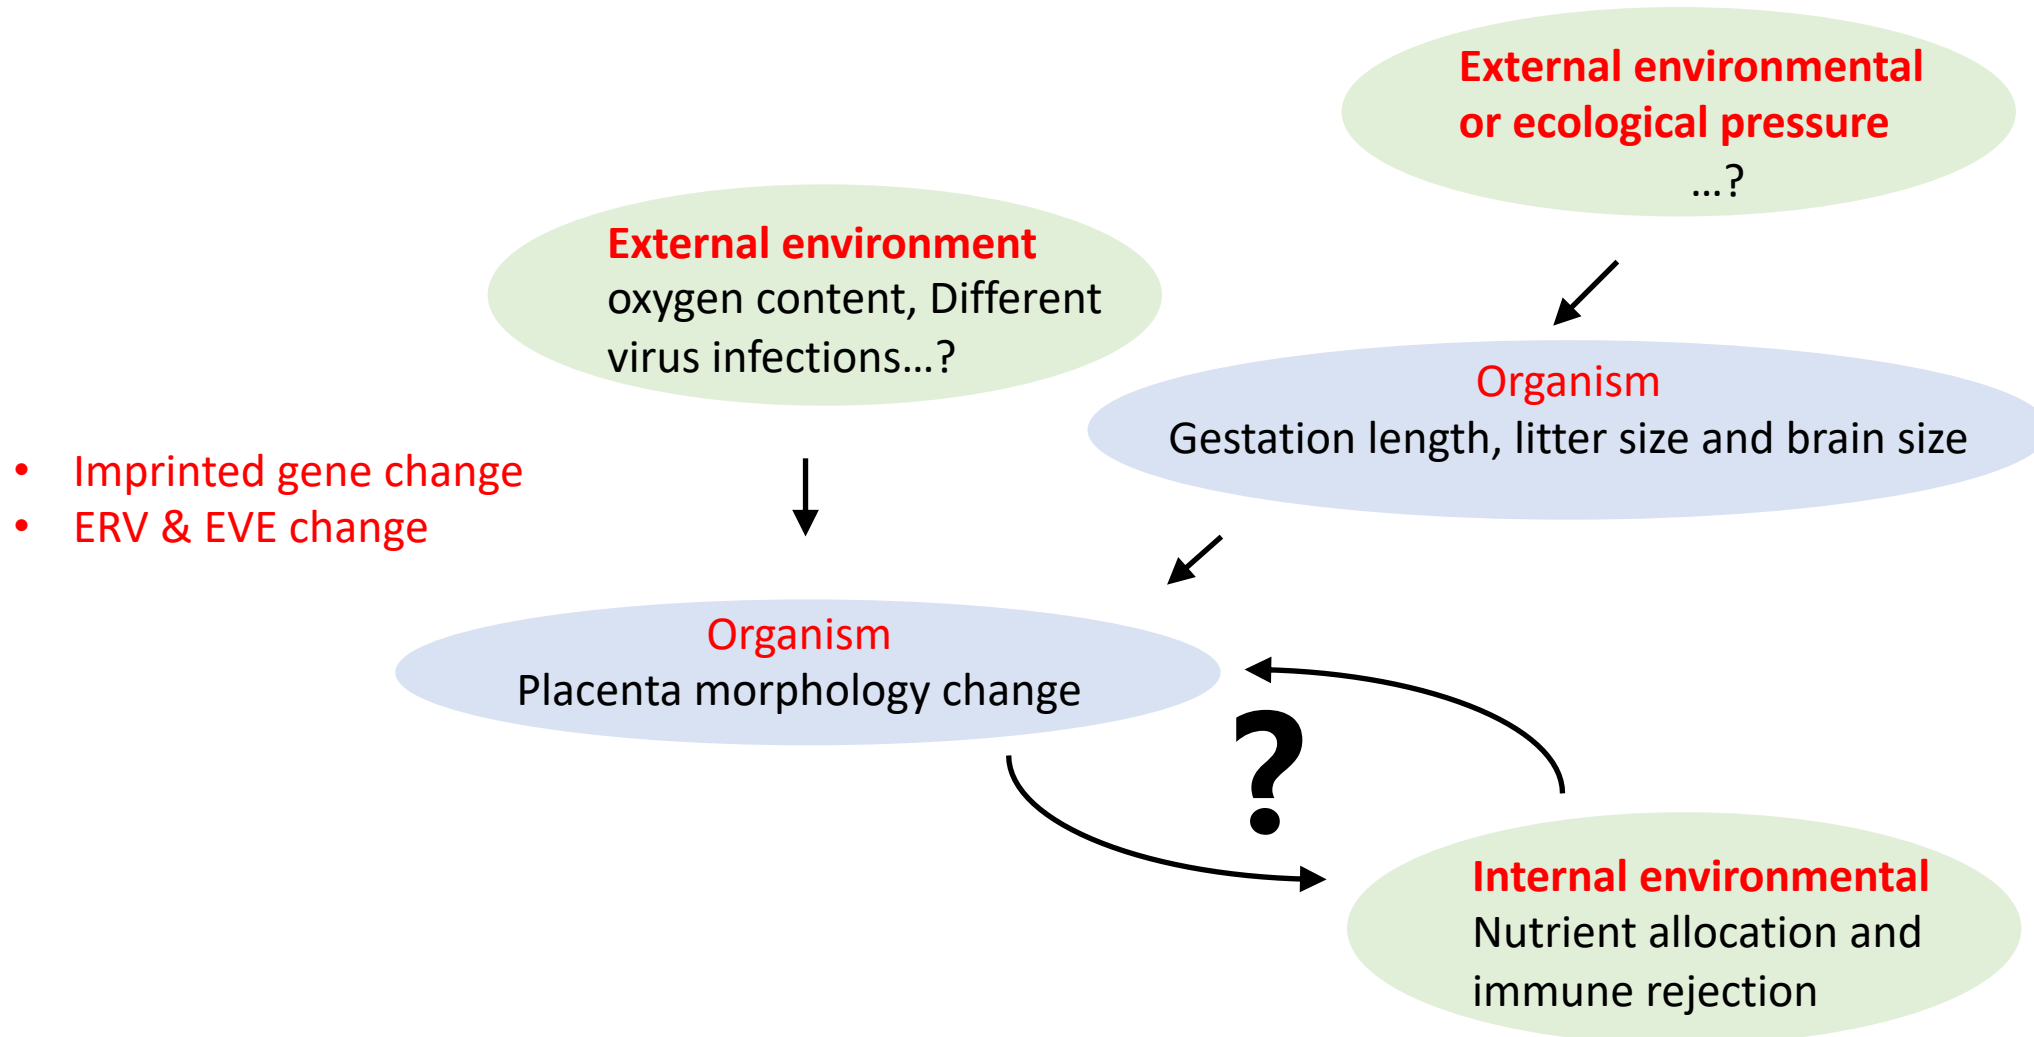 External environmental
or ecological pressure
...?
External environment
oxygen content, Different
virus infections...?
Organism
Gestation length, litter size and brain size
• Imprinted gene change
• ERV & EVE change
Organism
Placenta morphology change
?
Internal environmental
Nutrient allocation and
immune rejection